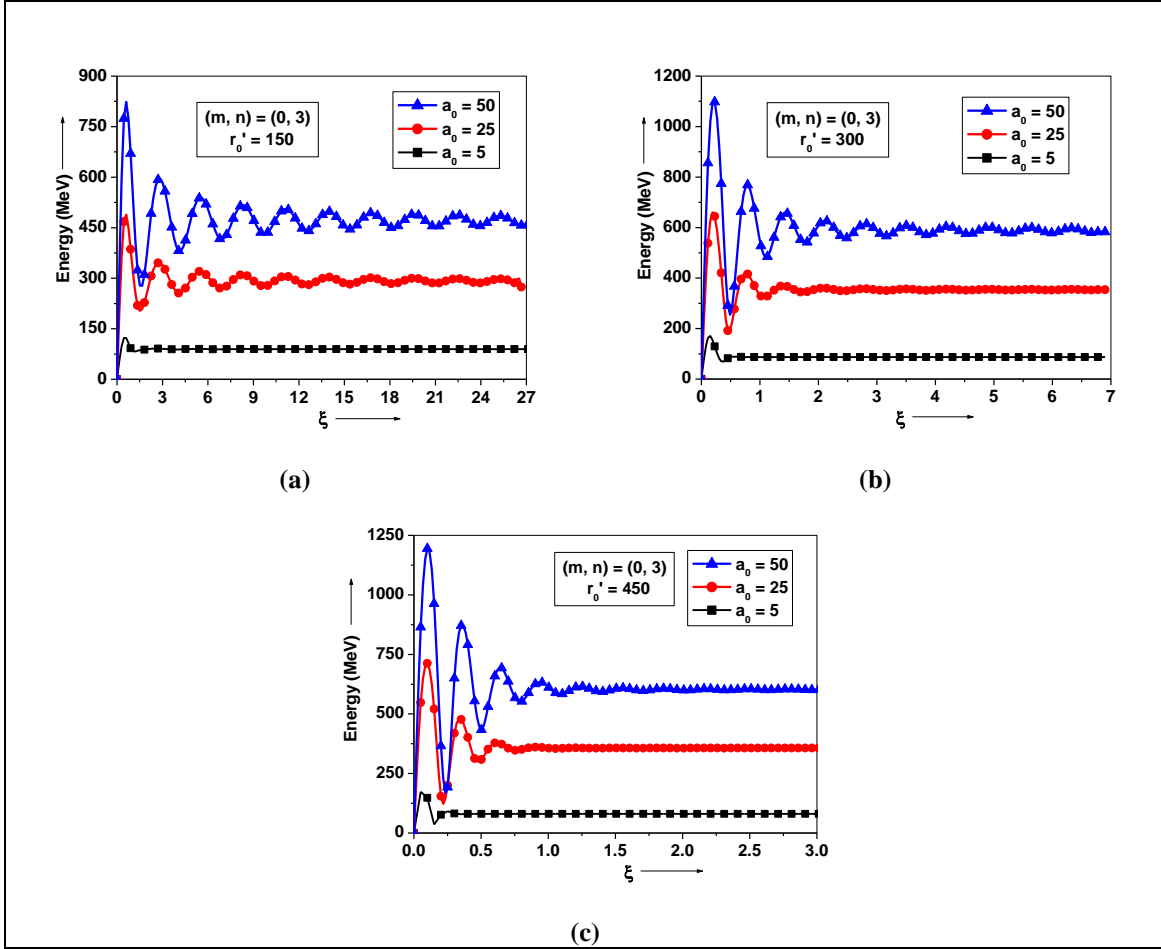 900
750
600
450
300
150
0
Energy (MeV)
(m, n) = (0, 3)
r0' = 150
a0 = 50
a0 = 25
a0 = 5
0 3 6 9 12 15 18 21 24 27
ξ
(a)
1200
1000
800
600
400
200
0
Energy (MeV)
(m, n) = (0, 3)
r0' = 300
a0 = 50
a0 = 25
a0 = 5
0 1 2 3 4 5 6 7
ξ
(b)
1250
1000
750
500
250
0
Energy (MeV)
(m, n) = (0, 3)
r0' = 450
a0 = 50
a0 = 25
a0 = 5
0.0 0.5 1.0 1.5 2.0 2.5 3.0
ξ
(c)